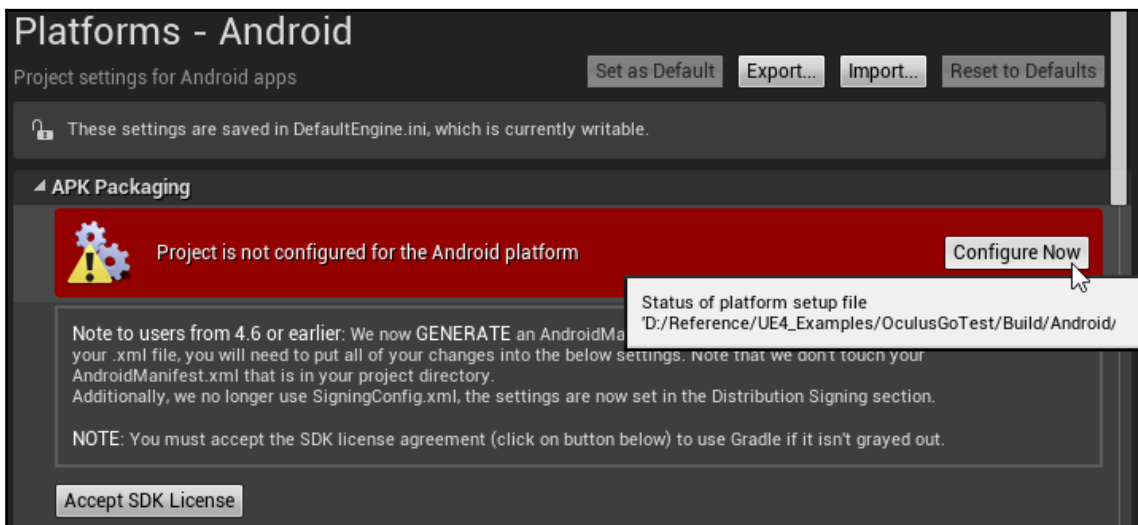 Platforms - Android
Project settings for Android apps
Set as Default
Export...
Import...
Reset to Defaults
These settings are saved in DefaultEngine.ini, which is currently writable.
APK Packaging
Project is not configured for the Android platform
Configure Now
Status of platform setup file
'D:/Reference/UE4_Examples/OculusGoTest/Build/Android/
Note to users from 4.6 or earlier: We now GENERATE an AndroidMa
your .xml file, you will need to put all of your changes into the below settings. Note that we don't touch your
AndroidManifest.xml that is in your project directory.
Additionally, we no longer use SigningConfig.xml, the settings are now set in the Distribution Signing section.
NOTE: You must accept the SDK license agreement (click on button below) to use Gradle if it isn't grayed out.
Accept SDK License